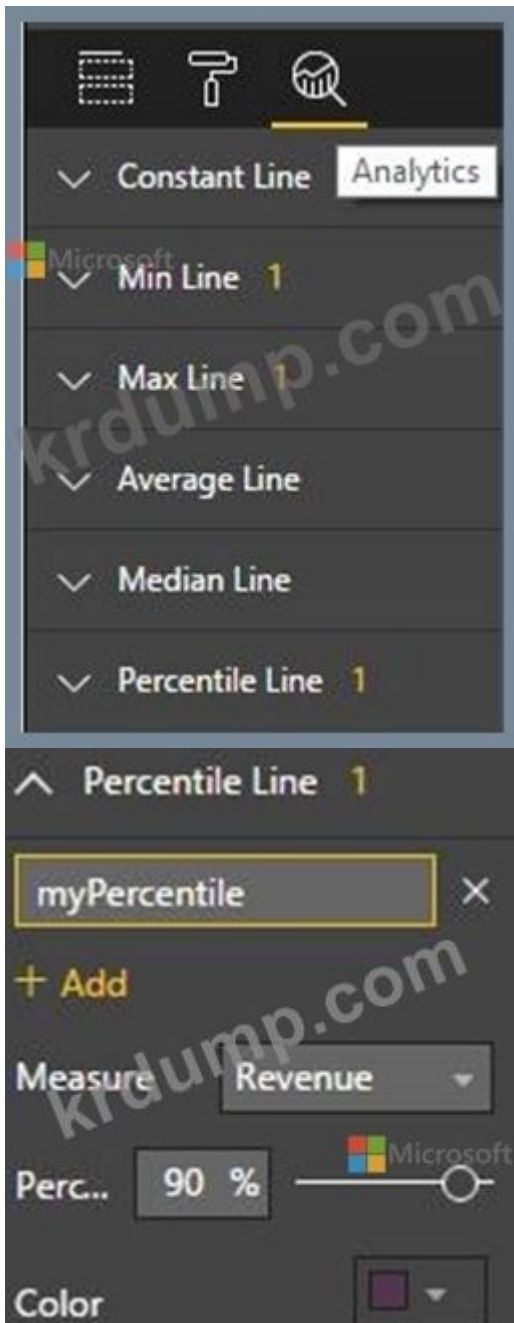 Analytics
Constant Line
Microsoft
Min Line 1
Max Line 1
krdump.com
Average Line
Median Line
Percentile Line 1
Percentile Line 1
myPercentile
+ Add
krdump.com
Measure Revenue
Microsoft
Perc... 90 %
Color